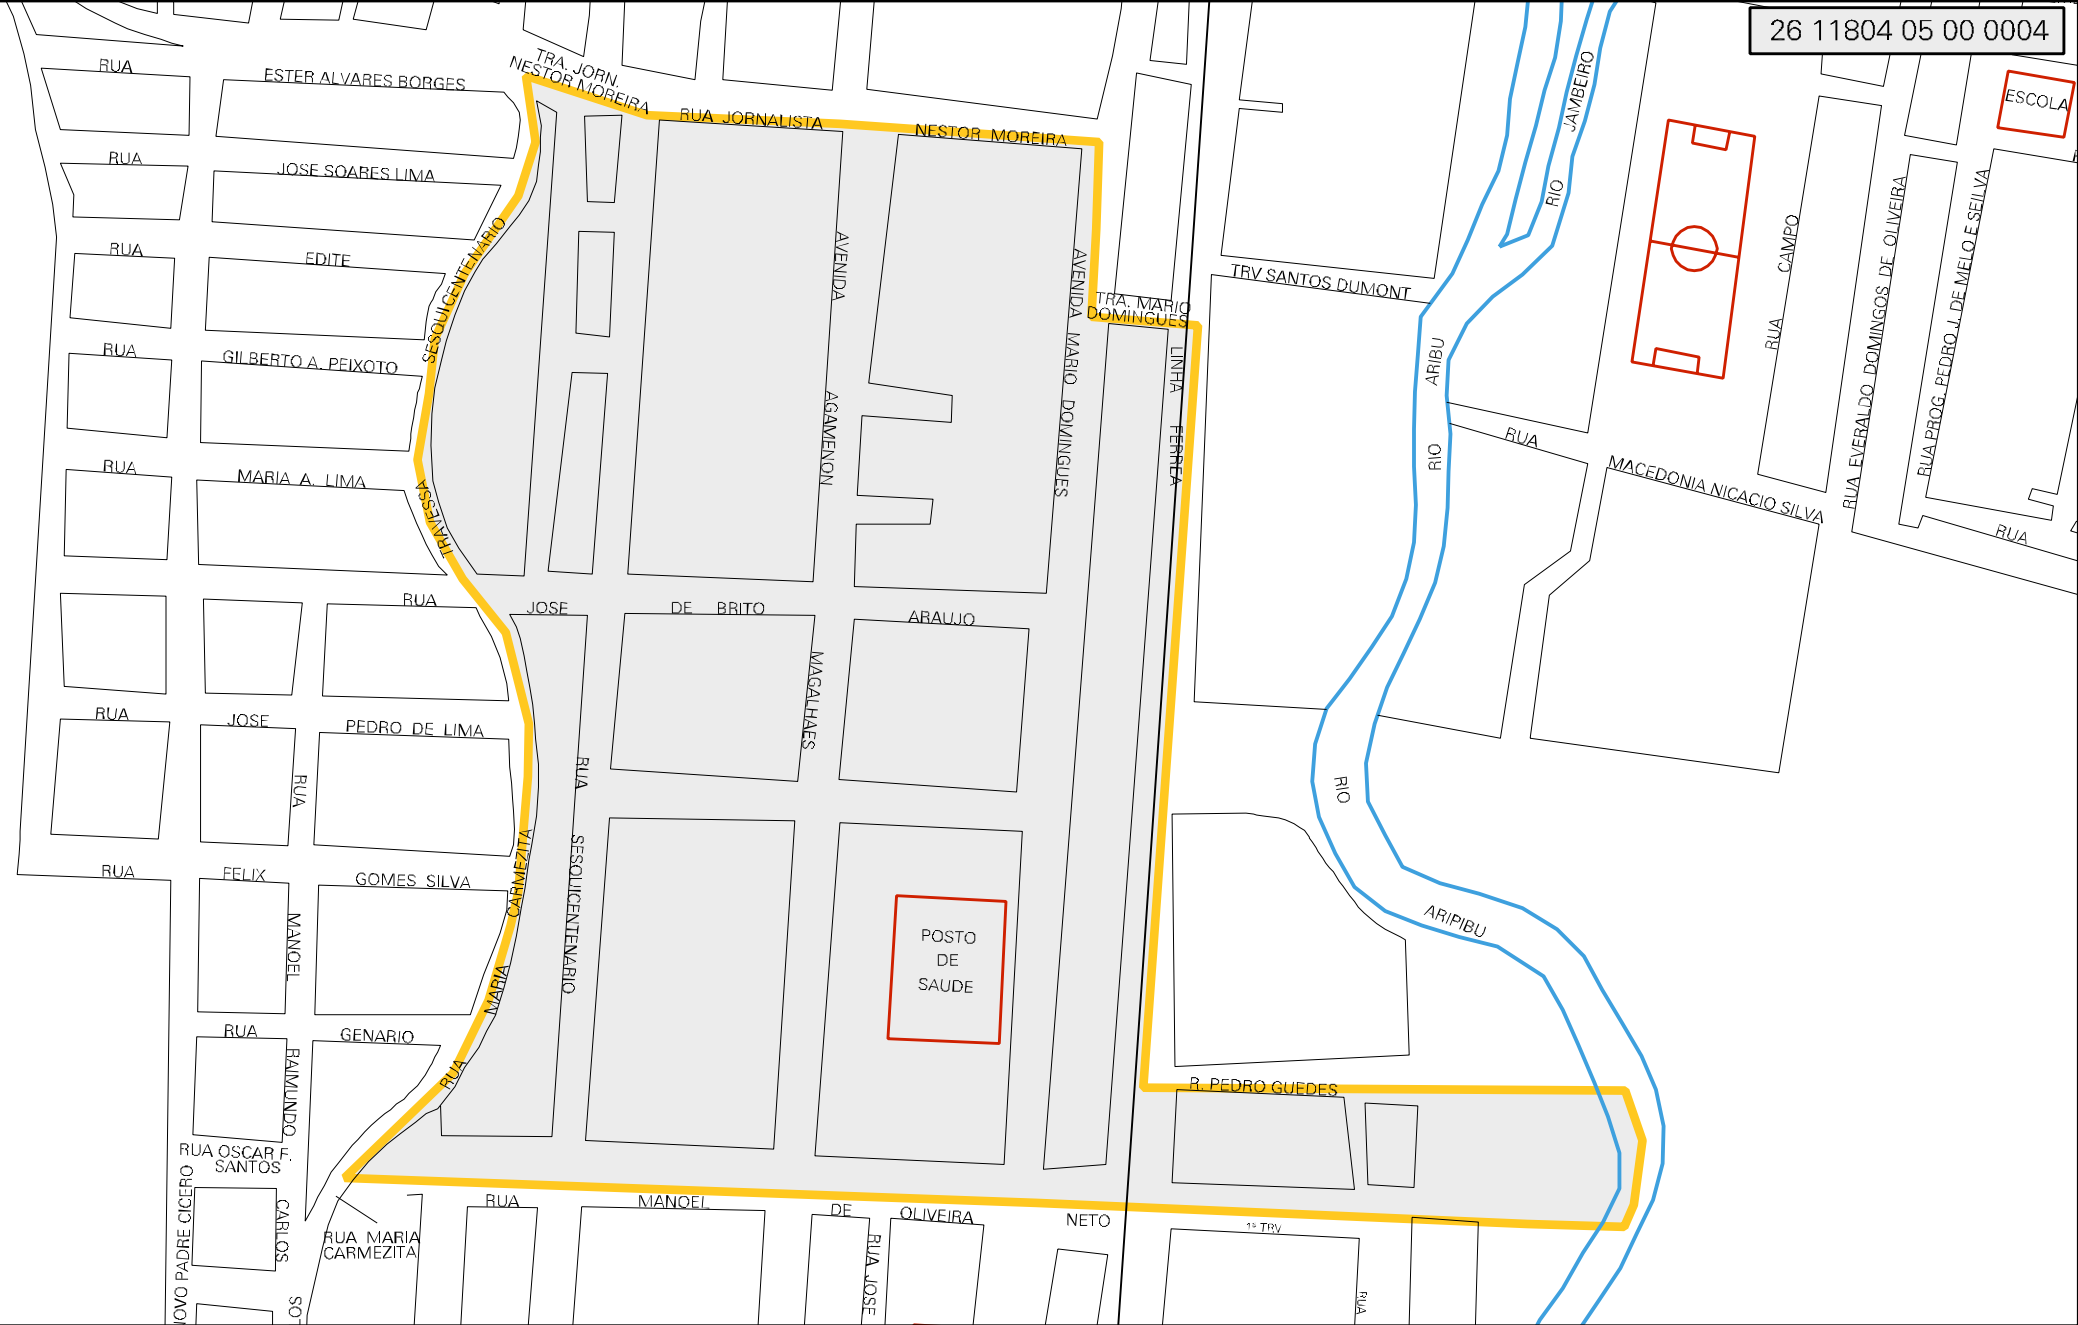 26 11804 05 00 0004
RUA
ESTER ALVARES BORGES
TRA. JORN.
NESTOR MOREIRA
RUA JORNALISTA
NESTOR MOREIRA
JAMBEIRO
RIO
ESCOLA
RUA
JOSE SOARES LIMA
RUA
EDITE
SESQUICENTENARIO
AVENIDA
AVENIDA MARIO DOMINGUES
TRA. MARIO
DOMINGUES
TRV SANTOS DUMONT
RUA CAMPO
RUA EVERALDO DOMINGOS DE OLIVEIRA
RUA PROG. PEDRO J. DE MELO E SEILVA
RUA
GILBERTO A. PEIXOTO
AGAMENON
LINHA FERREA
ARIBU
RIO
RUA
MACEDONIA NICACIO SILVA
RUA
RUA
MARIA A. LIMA
TRAVESSA
RUA
JOSE
DE BRITO
ARAUJO
MAGALHAES
RUA
JOSE
PEDRO DE LIMA
RUA
RUA
RIO
RUA
FELIX
GOMES SILVA
CARMEZITA
SESQUICENTENARIO
MANOEL
MARIA
POSTO
DE
SAUDE
ARIPIBU
RUA
GENARIO
RUA
RAIMUNDO
R. PEDRO GUEDES
RUA OSCAR F.
SANTOS
OVO PADRE CICERO
CARLOS
RUA MARIA
CARMEZITA
RUA
MANOEL
DE
OLIVEIRA
NETO
1ª TRV
RUA JOSE
RUA
SOT